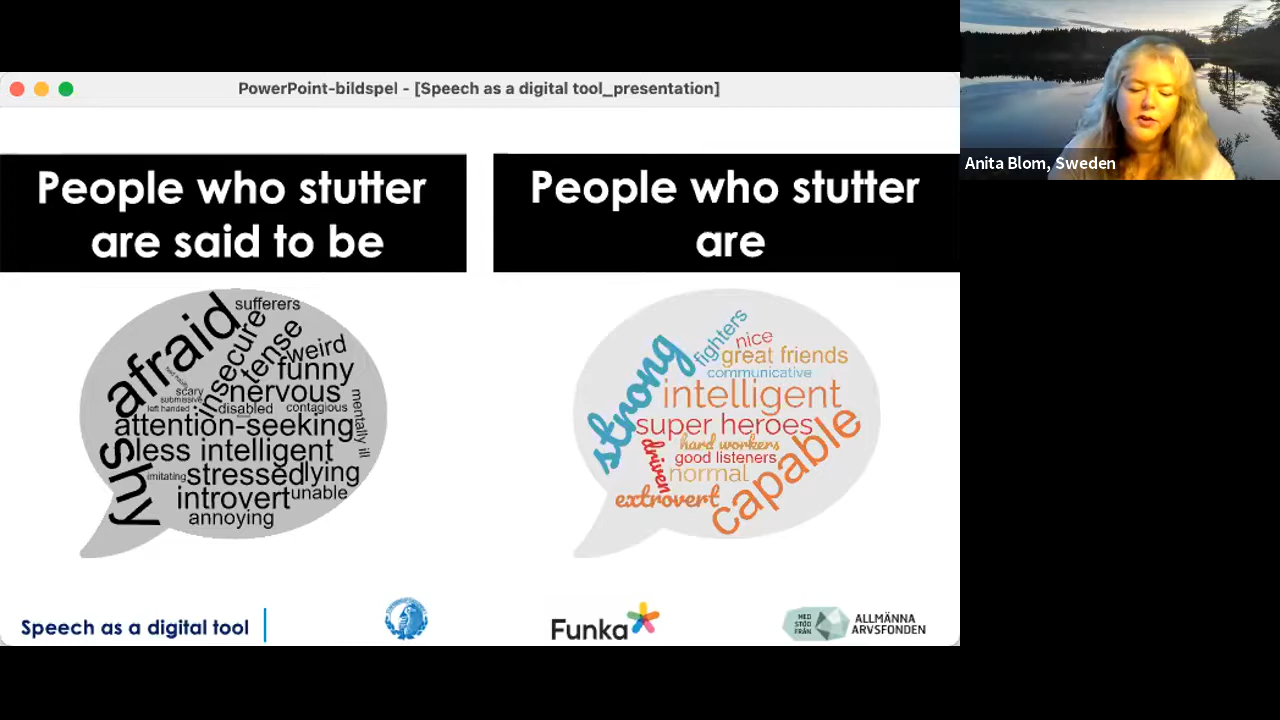 PowerPoint-bildspel - [Speech as a digital tool_presentation]
Anita Blom, Sweden
People who stutter
are said to be
People who stutter
are
sufferers
afraid
insecure
tense
weird
funny
scary
nervous
submissive
left handed
disabled
contagious
mentally ill
attention-seeking
shy
less intelligent
imitating
stressed
lying
introvert
unable
annoying
fighters
nice
strong
great friends
communicative
intelligent
super heroes
hard workers
driven
good listeners
normal
capable
extrovert
Speech as a digital tool
Funka
MED
STÖD
FRÅN
ALLMÄNNA
ARVSFONDEN